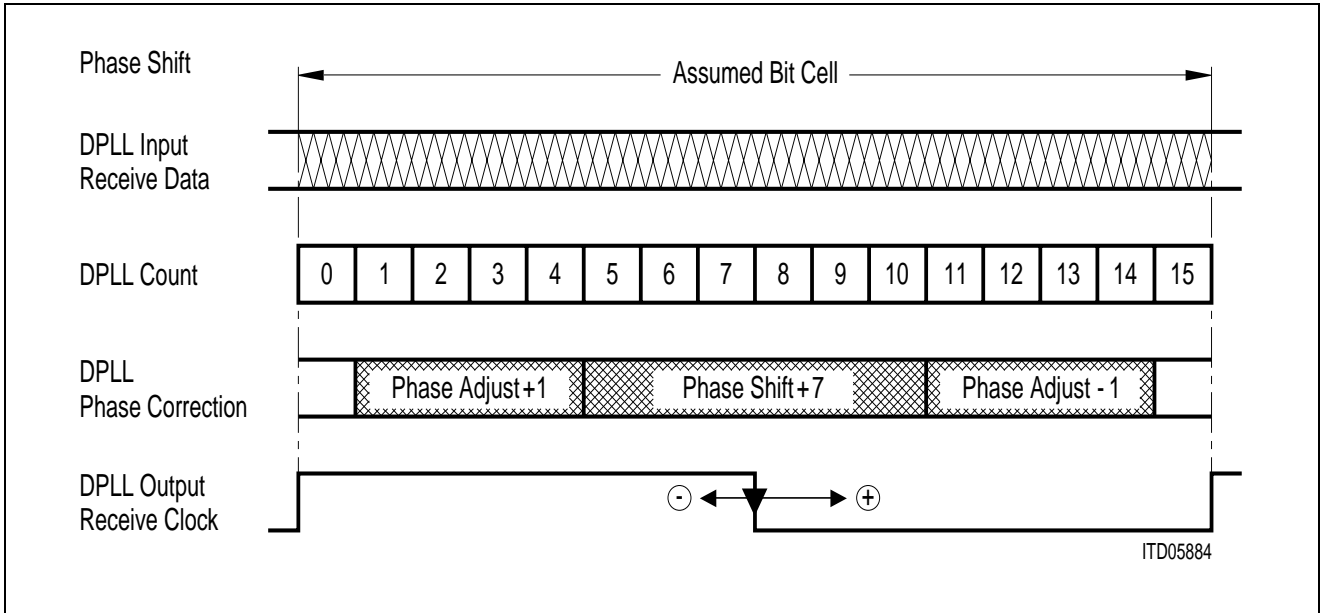 Phase Shift
Assumed Bit Cell
DPLL Input
Receive Data
DPLL Count
0 1 2 3 4 5 6 7 8 9 10 11 12 13 14 15
DPLL
Phase Correction
Phase Adjust +1
Phase Shift +7
Phase Adjust - 1
DPLL Output
Receive Clock
- +
ITD05884